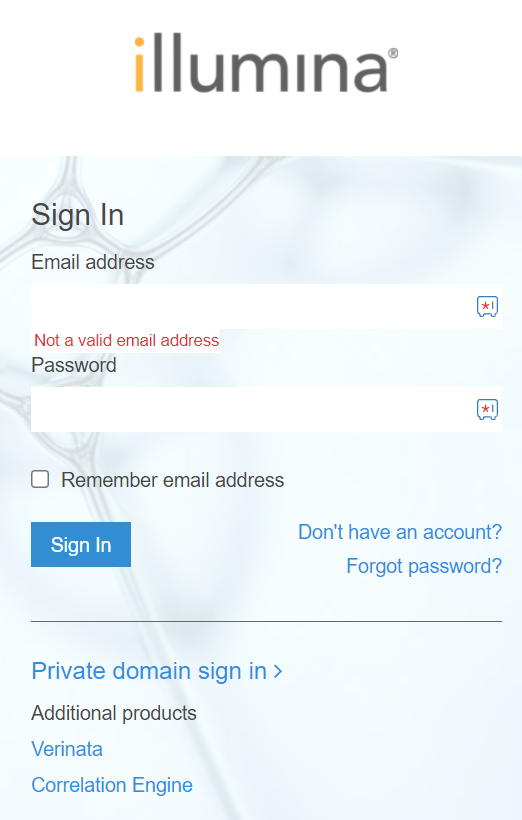 illumina®
Sign In
Email address
Not a valid email address
Password
Remember email address
Sign In
Don't have an account?
Forgot password?
Private domain sign in >
Additional products
Verinata
Correlation Engine